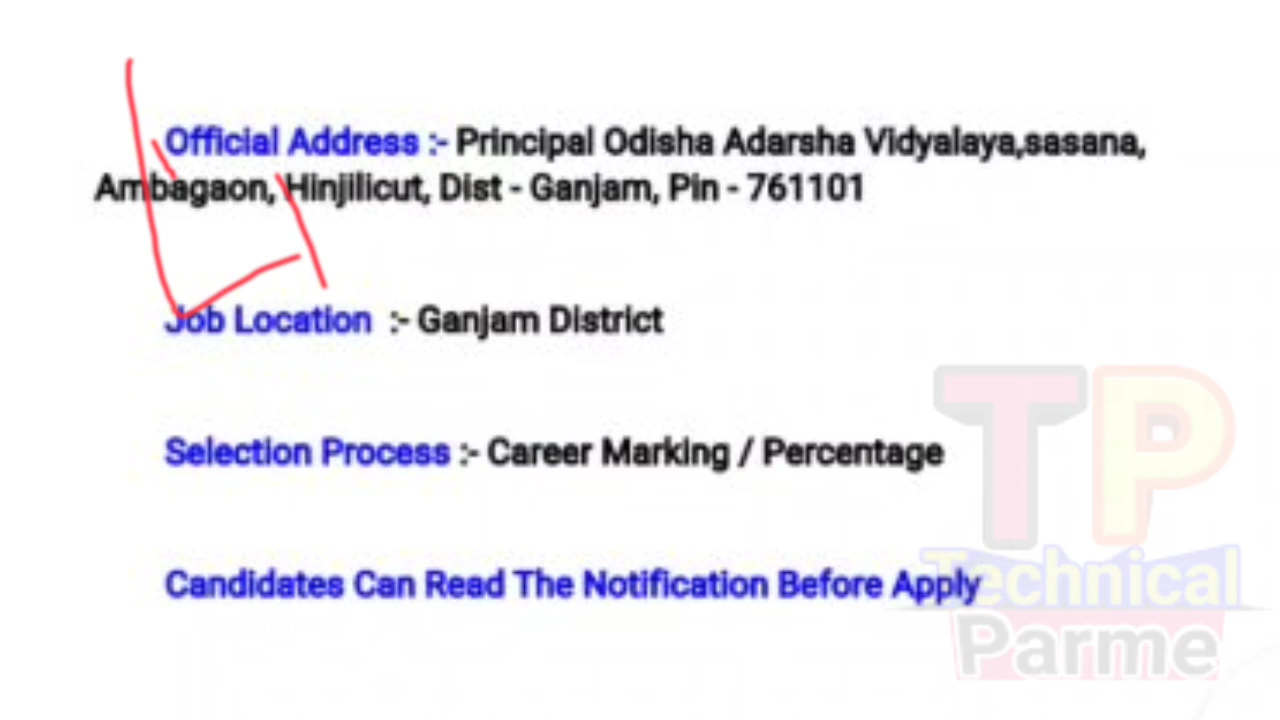 Official Address :- Principal Odisha Adarsha Vidyalaya,sasana,
Ambagaon, Hinjilicut, Dist - Ganjam, Pin - 761101
Job Location :- Ganjam District
Selection Process :- Career Marking / Percentage
Candidates Can Read The Notification Before Apply
TP
Technical
Parme